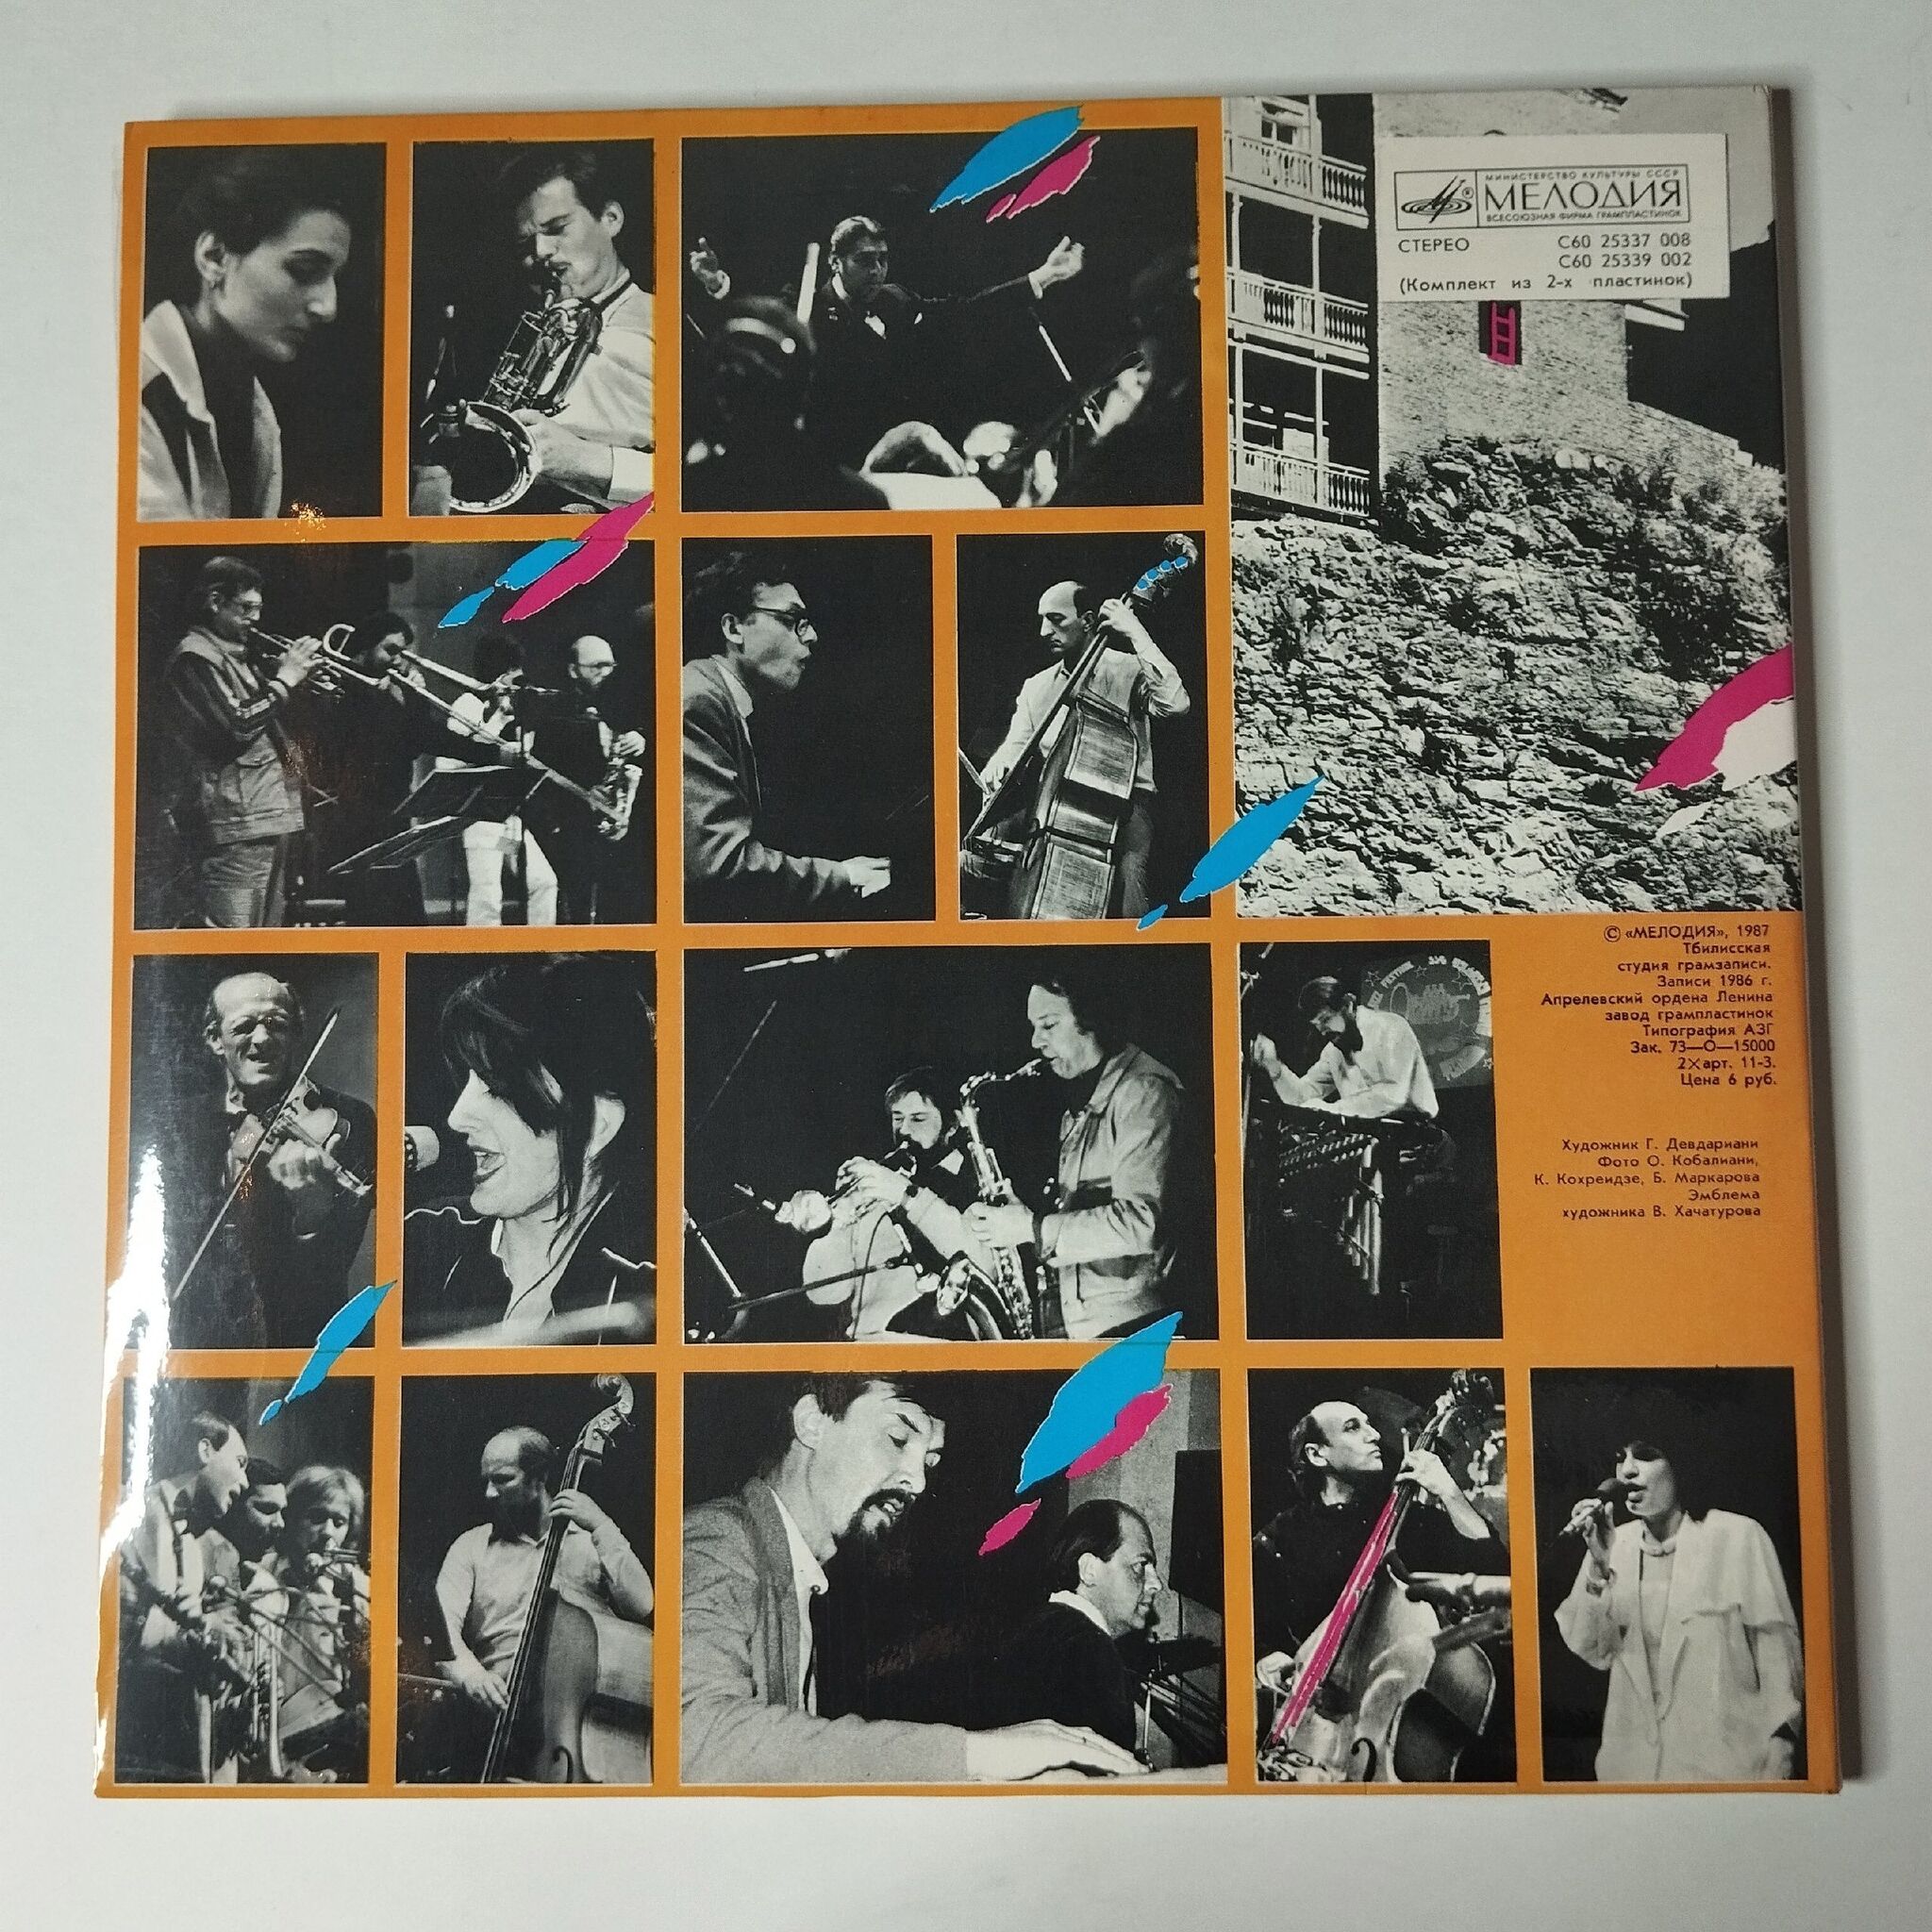 МИНИСТЕРСТВО КУЛЬТУРЫ СССР
МЕЛОДИЯ
ВСЕСОЮЗНАЯ ФИРМА ГРАМПЛАСТИНОК
СТЕРЕО С60 25337 008
С60 25339 002
(Комплект из 2-х пластинок)
© «МЕЛОДИЯ», 1987
Тбилисская
студия грамзаписи.
Записи 1986 г.
Апрелевский ордена Ленина
завод грампластинок
Типография АЗГ
Зак. 73—О—15000
2×арт. 11-3.
Цена 6 руб.
Художник Г. Девдариани
Фото О. Кобалиани,
К. Кохреидзе, Б. Маркарова
Эмблема
художника В. Хачатурова